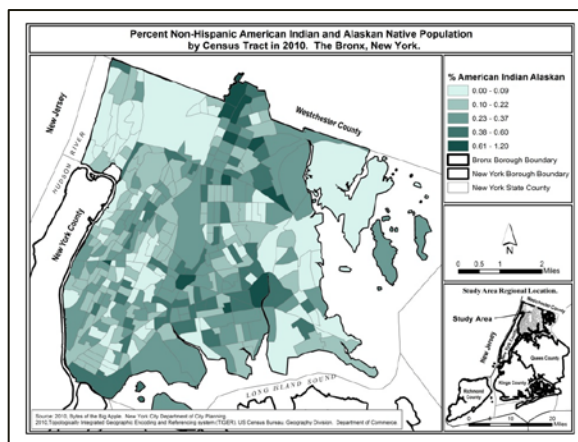 Percent Non-Hispanic American Indian and Alaskan Native Population
by Census Tract in 2010. The Bronx, New York.
New Jersey
HUDSON RIVER
New York County
Westchester County
LONG ISLAND SOUND
% American Indian Alaskan
0.00 - 0.09
0.10 - 0.22
0.23 - 0.37
0.38 - 0.60
0.61 - 1.20
Bronx Borough Boundary
New York Borough Boundary
New York State County
N
0 0.5 1 2
Miles
Study Area Regional Location.
Westchester County
Study Area
New Jersey
Queens County
Kings County
Richmond
County
0 10 20
Miles
Source: 2010, Bytes of the Big Apple. New York City Department of City Planning.
2010,Topologically Integrated Geographic Encoding and Referencing system (TIGER). US Census Bureau. Geography Division. Department of Commerce